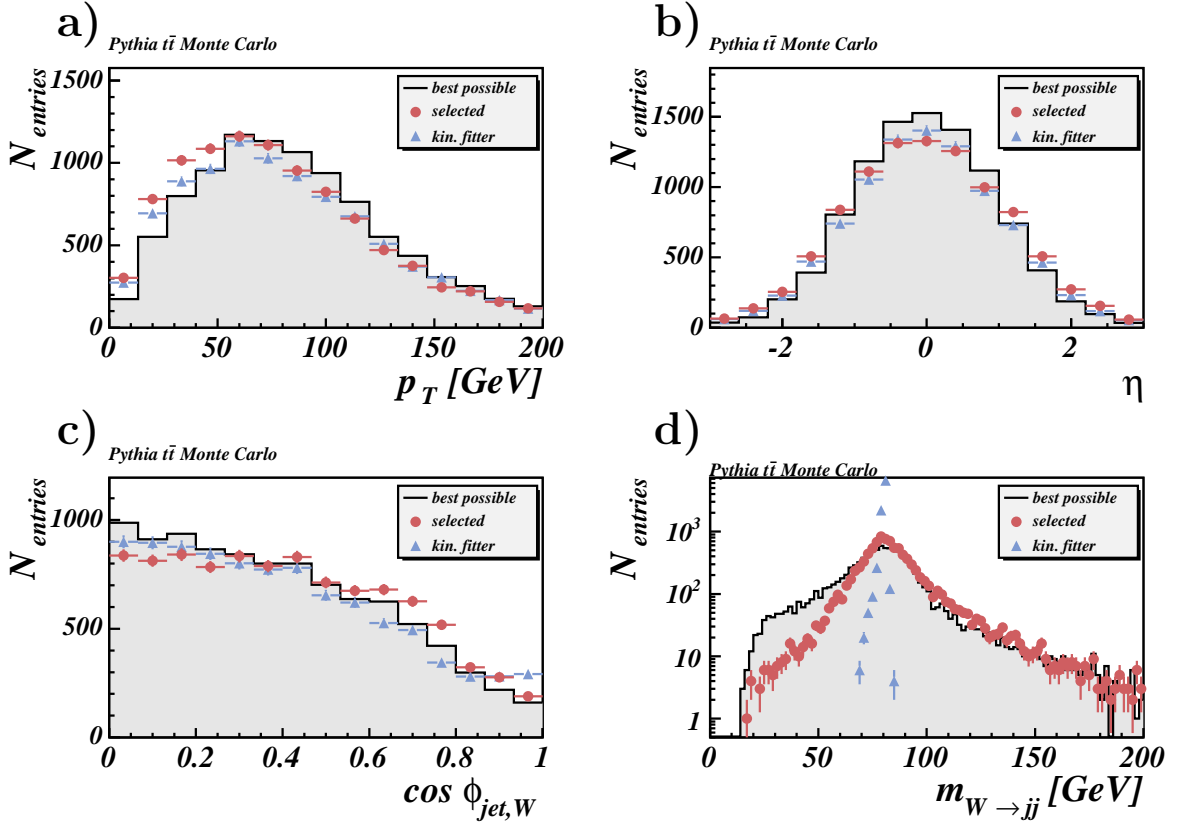 a)
Pythia tt̄ Monte Carlo
N entries
1500
1000
500
0
best possible
selected
kin. fitter
0 50 100 150 200
p_T [GeV]
b)
Pythia tt̄ Monte Carlo
N entries
1500
1000
500
0
best possible
selected
kin. fitter
-2 0 2
η
c)
Pythia tt̄ Monte Carlo
N entries
1000
500
0
best possible
selected
kin. fitter
0 0.2 0.4 0.6 0.8 1
cos ϕ_jet,W
d)
Pythia tt̄ Monte Carlo
N entries
10³
10²
10
1
best possible
selected
kin. fitter
0 50 100 150 200
m_W→jj [GeV]